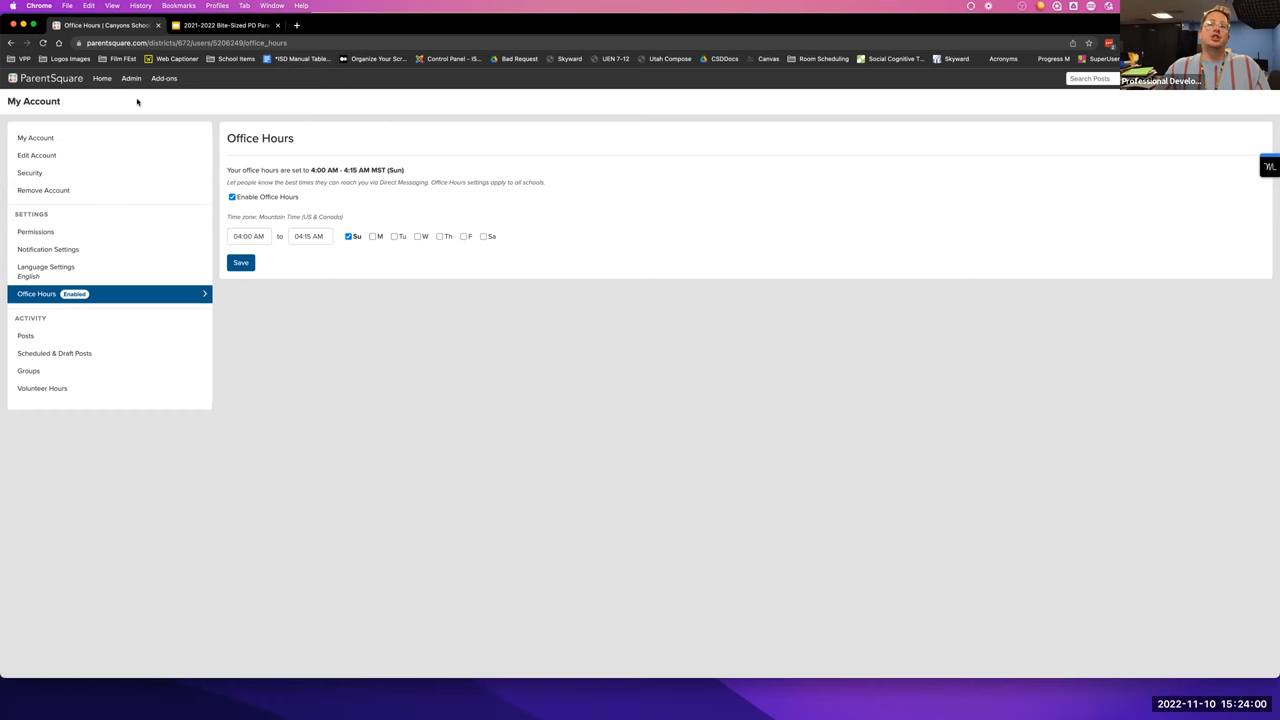 Chrome File Edit View History Bookmarks Profiles Tab Window Help
Office Hours | Canyons School 2021-2022 Bite-Sized PD Par
parentsquare.com/districts/672/users/5206249/office_hours
VPP Logos Images Film FEst Web Captioner School Items *ISD Manual Table... Organize Your Scr... Control Panel - iS... Bad Request Skyward UEN 7-12 Utah Compose CSDDocs Canvas Room Scheduling Social Cognitive T... Skyward Acronyms Progress M SuperUser
ParentSquare Home Admin Add-ons Search Posts
Professional Develo...
My Account
My Account
Edit Account
Security
Remove Account
SETTINGS
Permissions
Notification Settings
Language Settings
English
Office Hours Enabled
ACTIVITY
Posts
Scheduled & Draft Posts
Groups
Volunteer Hours
Office Hours
Your office hours are set to 4:00 AM - 4:15 AM MST (Sun)
Let people know the best times they can reach you via Direct Messaging. Office Hours settings apply to all schools.
Enable Office Hours
Time zone: Mountain Time (US & Canada)
04:00 AM to 04:15 AM Su M Tu W Th F Sa
Save
2022-11-10 15:24:00